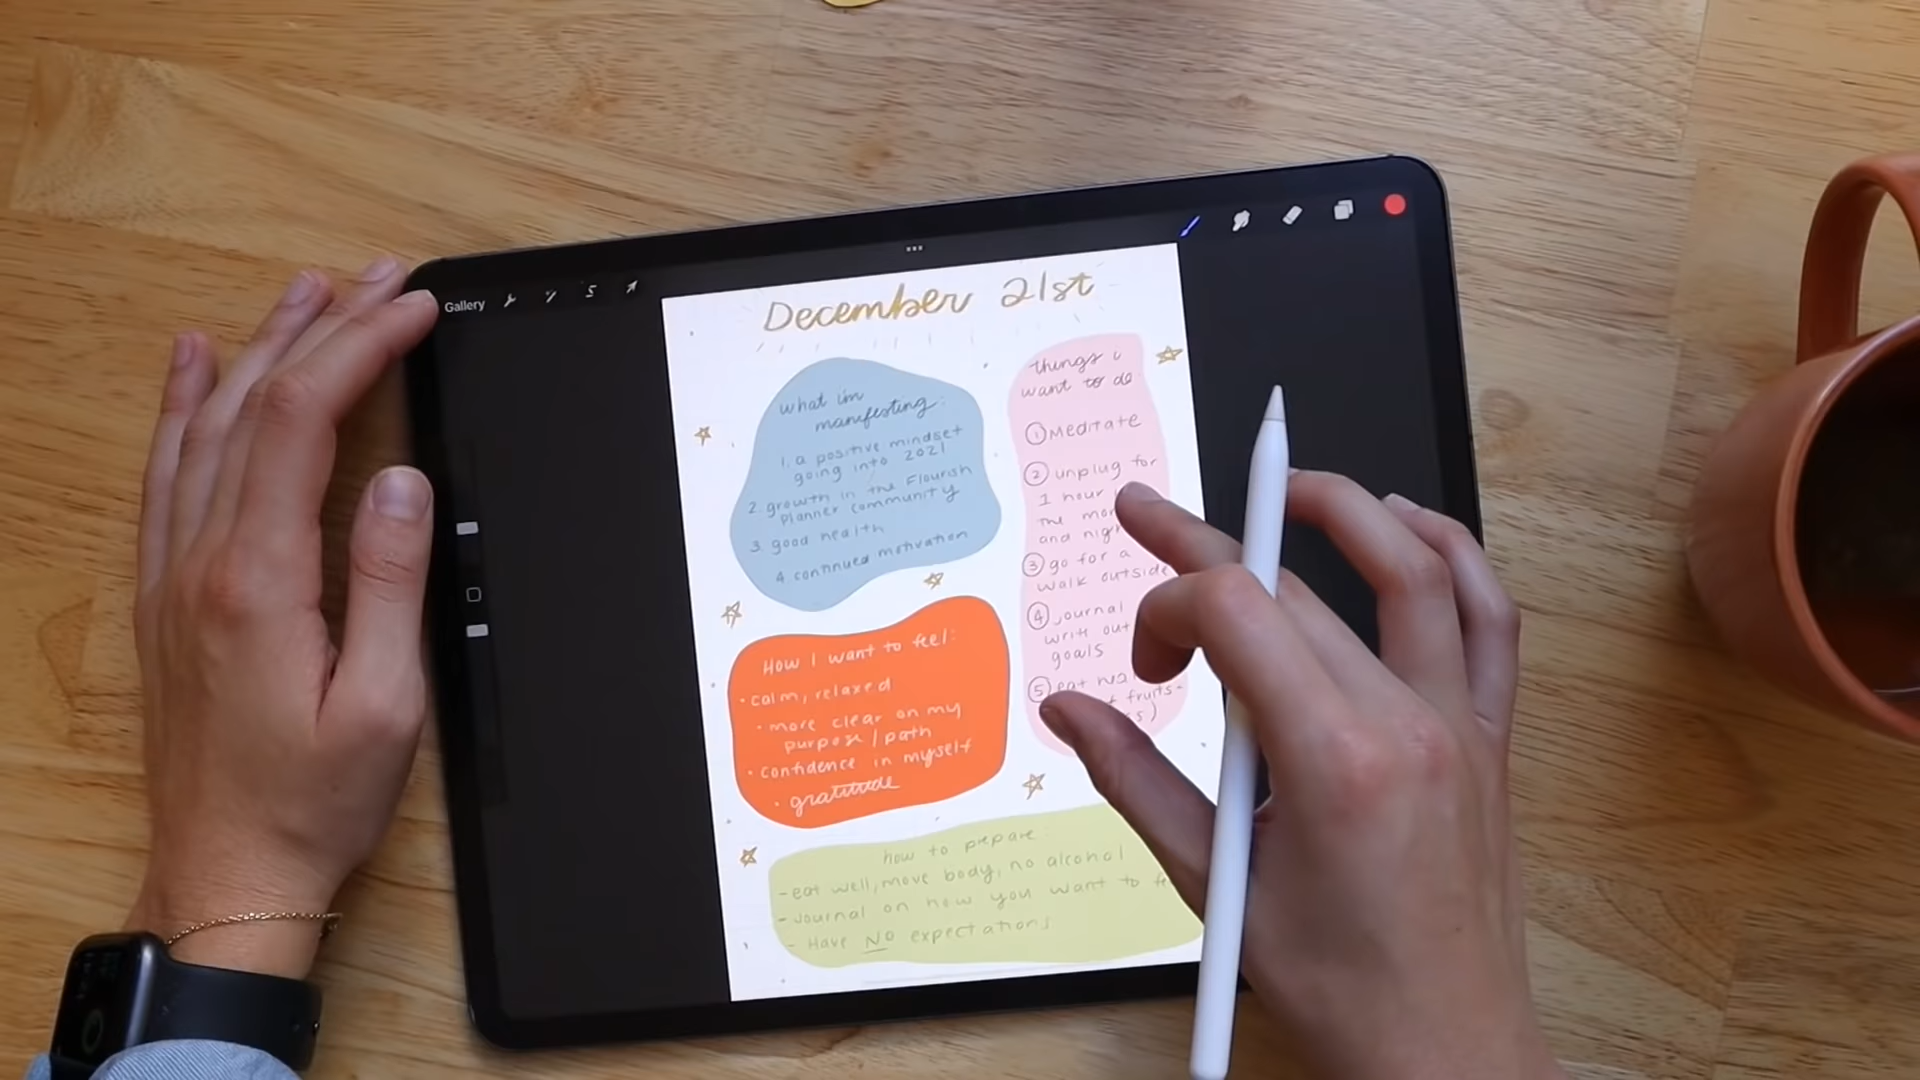 Gallery
December 21st
what im
manifesting:
1. a positive mindset
going into 2021
2. growth in the Flourish
planner community
3. good health
4. continued motivation
things i
want to do
① Meditate
② unplug for
1 hour
the
and
③ go for a
walk outside
④ journal
write out
goals
⑤ eat
fruits-
How I want to feel:
• calm, relaxed
• more clear on my
purpose/path
• confidence in myself
• gratitude
how to prepare:
- eat well, move body, no alcohol
- journal on how you want to
- Have NO expectations